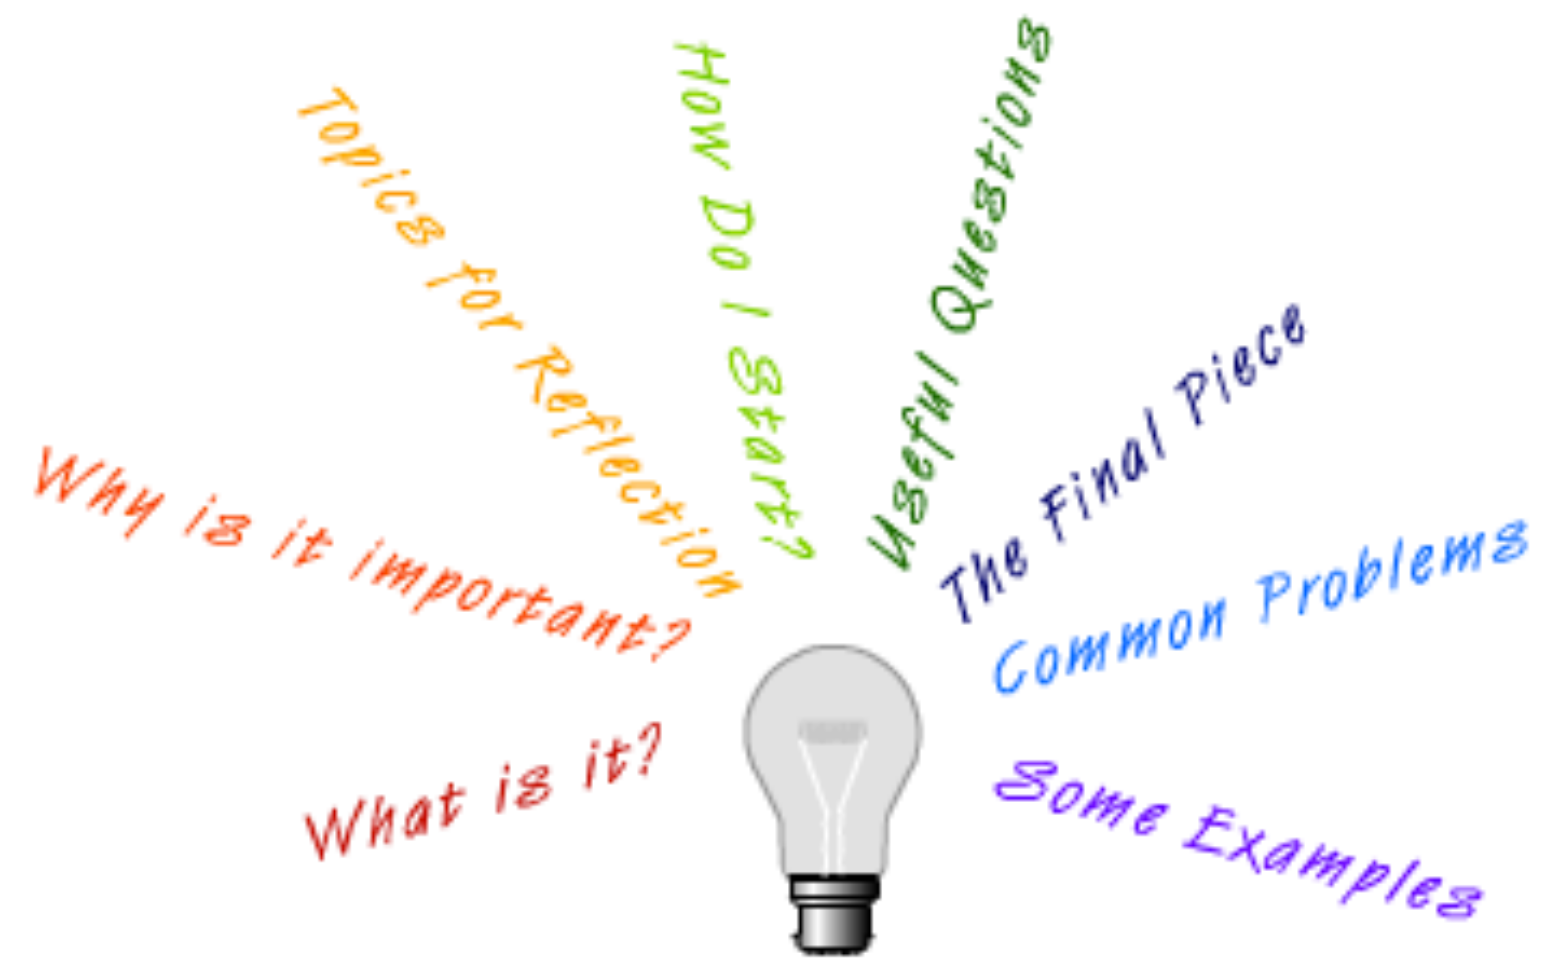 What is it?
Why is it important?
Topics for Reflection
How Do I Start?
Useful Questions
The Final Piece
Common Problems
Some Examples